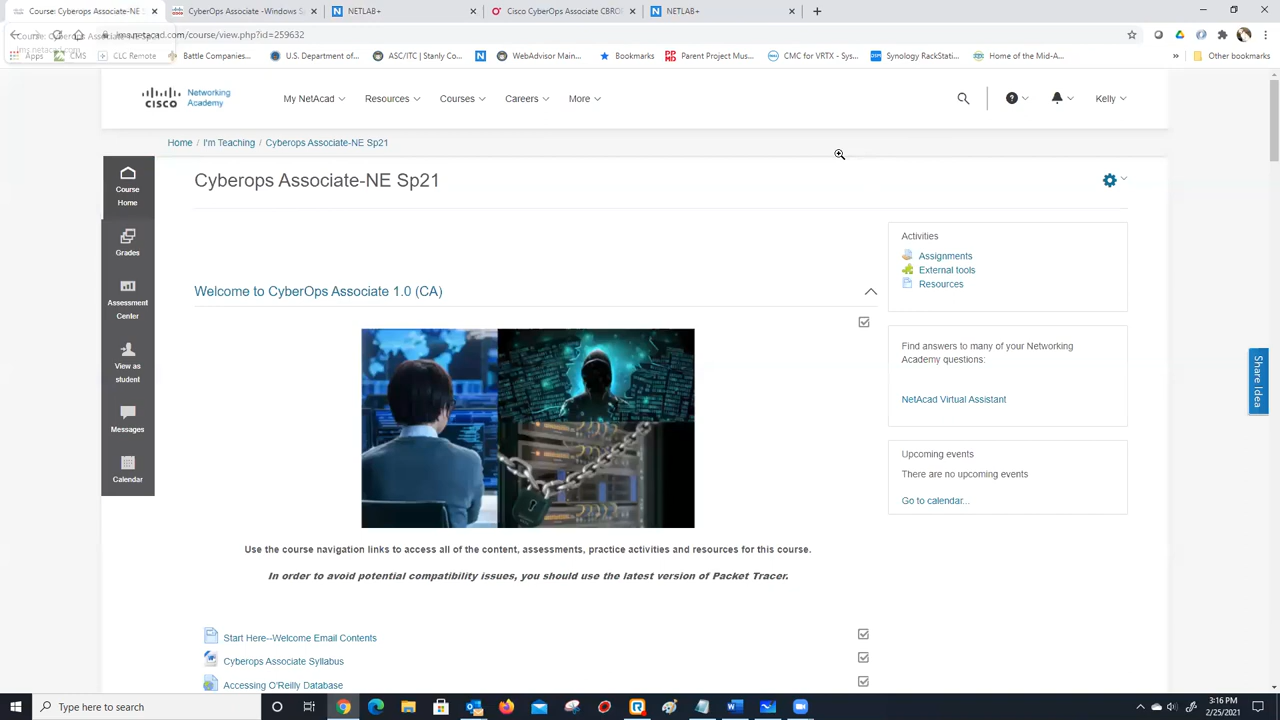 Course: Cyberops Associate-NE Sp
CyberOps Associate - Windows S
NETLAB+
Cisco CyberOps Associate CBRO
NETLAB+
netacad.com/course/view.php?id=259632
Apps
CMS
CLC Remote
Battle Companies...
U.S. Department of...
ASC/ITC | Stanly Co...
WebAdvisor Main...
Bookmarks
Parent Project Mus...
CMC for VRTX - Sys...
Synology RackStatio...
Home of the Mid-A...
»
Other bookmarks
cisco
Networking
Academy
My NetAcad
Resources
Courses
Careers
More
Kelly
Home / I'm Teaching / Cyberops Associate-NE Sp21
Course
Home
Grades
Assessment
Center
View as
student
Messages
Calendar
Cyberops Associate-NE Sp21
Welcome to CyberOps Associate 1.0 (CA)
Use the course navigation links to access all of the content, assessments, practice activities and resources for this course.
In order to avoid potential compatibility issues, you should use the latest version of Packet Tracer.
Start Here--Welcome Email Contents
Cyberops Associate Syllabus
Accessing O'Reilly Database
Activities
Assignments
External tools
Resources
Find answers to many of your Networking
Academy questions:
NetAcad Virtual Assistant
Upcoming events
There are no upcoming events
Go to calendar...
Share Idea
Type here to search
3:16 PM
2/25/2021